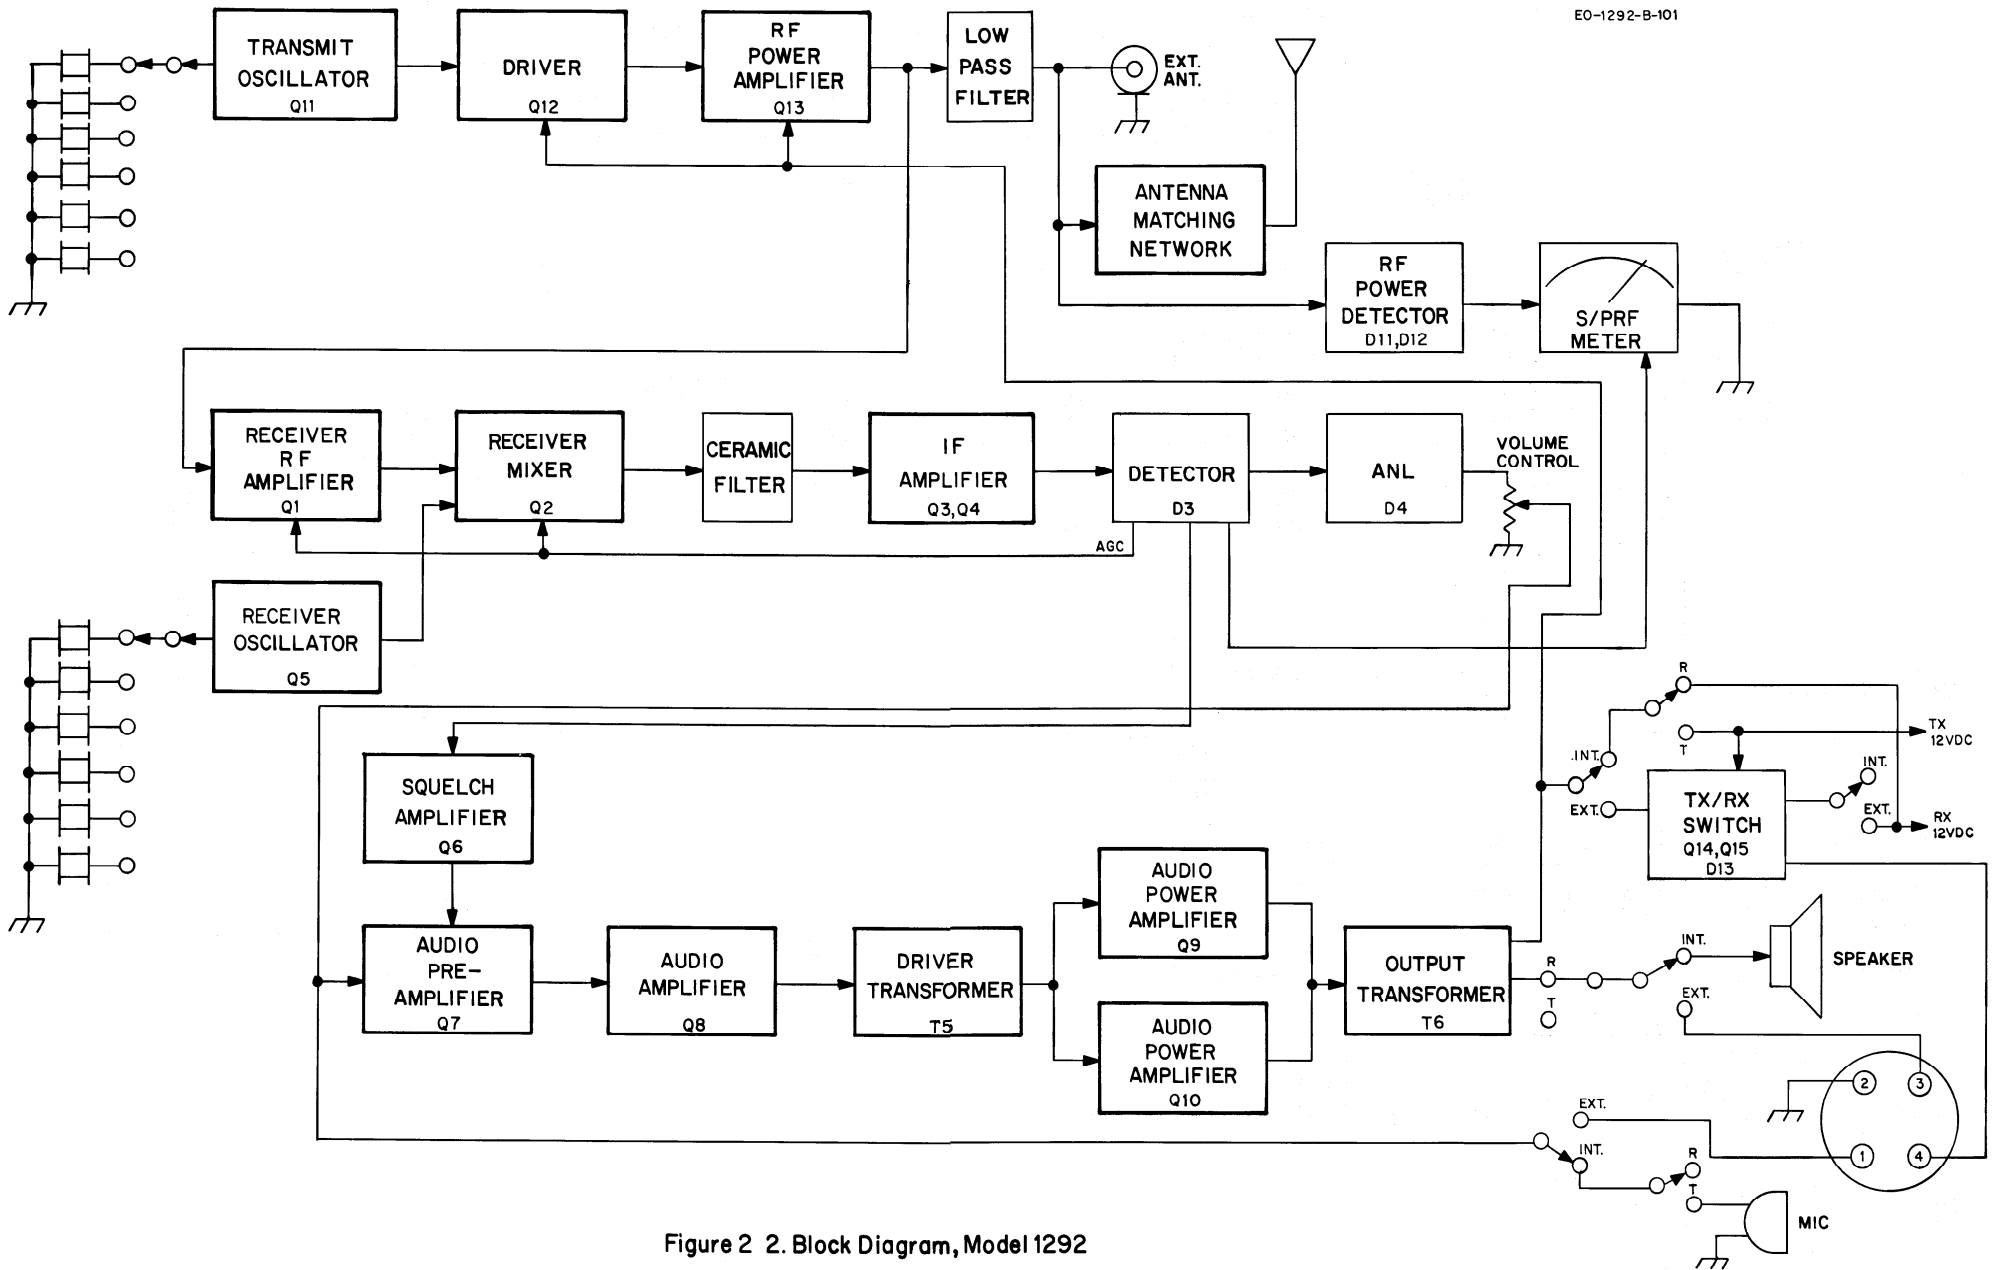 EO-1292-B-101
TRANSMIT
OSCILLATOR
Q11
DRIVER
Q12
RF
POWER
AMPLIFIER
Q13
LOW
PASS
FILTER
EXT.
ANT.
ANTENNA
MATCHING
NETWORK
RF
POWER
DETECTOR
D11,D12
S/PRF
METER
RECEIVER
RF
AMPLIFIER
Q1
RECEIVER
MIXER
Q2
CERAMIC
FILTER
IF
AMPLIFIER
Q3,Q4
DETECTOR
D3
ANL
D4
VOLUME
CONTROL
AGC
RECEIVER
OSCILLATOR
Q5
SQUELCH
AMPLIFIER
Q6
R
T
TX
12VDC
.INT.
EXT.
TX/RX
SWITCH
Q14,Q15
D13
INT.
EXT.
RX
12VDC
AUDIO
PRE-
AMPLIFIER
Q7
AUDIO
AMPLIFIER
Q8
DRIVER
TRANSFORMER
T5
AUDIO
POWER
AMPLIFIER
Q9
AUDIO
POWER
AMPLIFIER
Q10
OUTPUT
TRANSFORMER
T6
R
T
INT.
EXT.
SPEAKER
2
3
1
4
EXT.
INT.
R
T
MIC
Figure 2 2. Block Diagram, Model 1292